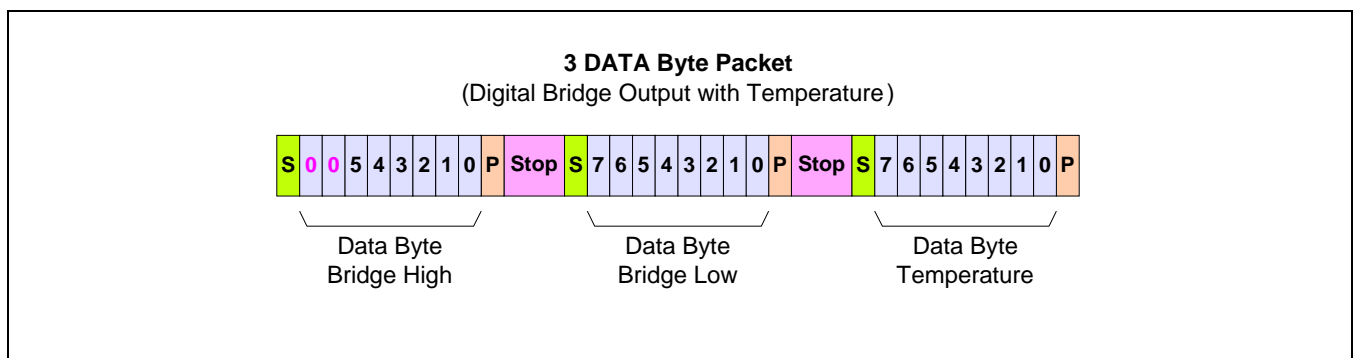 3 DATA Byte Packet
(Digital Bridge Output with Temperature)
S 0 0 5 4 3 2 1 0 P Stop S 7 6 5 4 3 2 1 0 P Stop S 7 6 5 4 3 2 1 0 P
Data Byte Data Byte Data Byte
Bridge High Bridge Low Temperature